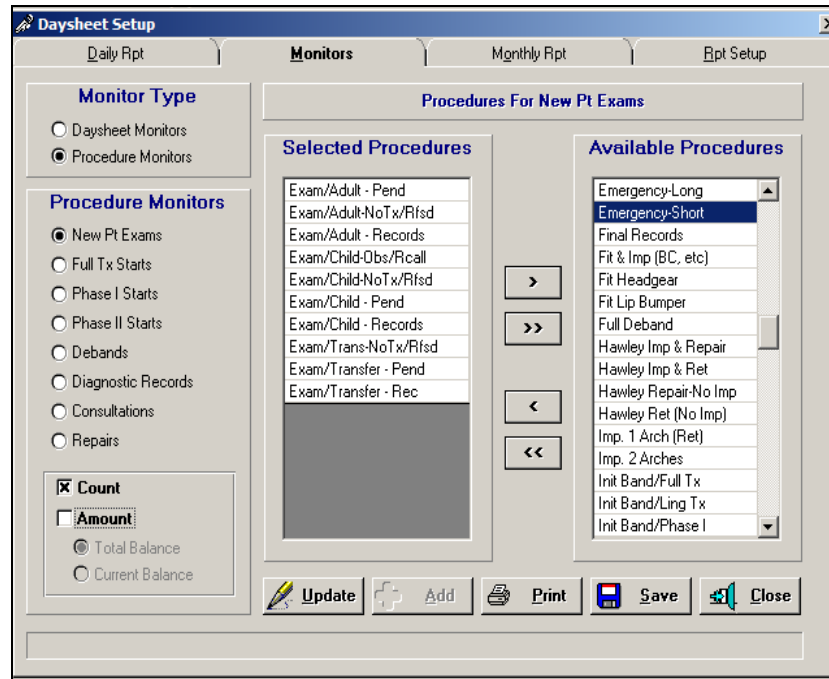 Daysheet Setup
Daily Rpt
Monitors
Monthly Rpt
Rpt Setup
Monitor Type
Daysheet Monitors
Procedure Monitors
Procedure Monitors
New Pt Exams
Full Tx Starts
Phase I Starts
Phase II Starts
Debands
Diagnostic Records
Consultations
Repairs
Count
Amount
Total Balance
Current Balance
Procedures For New Pt Exams
Selected Procedures
Exam/Adult - Pend
Exam/Adult-NoTx/Rfsd
Exam/Adult - Records
Exam/Child-Obs/Rcall
Exam/Child-NoTx/Rfsd
Exam/Child - Pend
Exam/Child - Records
Exam/Trans-NoTx/Rfsd
Exam/Transfer - Pend
Exam/Transfer - Rec
>
>>
<
<<
Available Procedures
Emergency-Long
Emergency-Short
Final Records
Fit & Imp (BC, etc)
Fit Headgear
Fit Lip Bumper
Full Deband
Hawley Imp & Repair
Hawley Imp & Ret
Hawley Repair-No Imp
Hawley Ret (No Imp)
Imp. 1 Arch (Ret)
Imp. 2 Arches
Init Band/Full Tx
Init Band/Ling Tx
Init Band/Phase I
Update
Add
Print
Save
Close